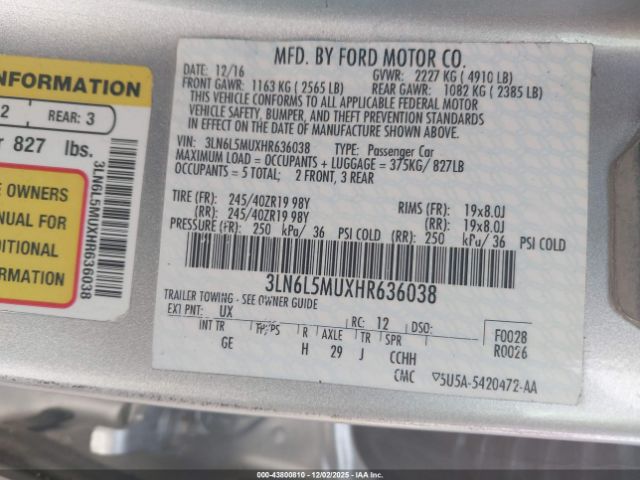 NFORMATION
2 REAR: 3
r 827 lbs.
E OWNERS
NUAL FOR
DITIONAL
ORMATION
3LN6L5MUXHR636038
MFD. BY FORD MOTOR CO.
DATE: 12/16 GVWR: 2227 KG ( 4910 LB)
FRONT GAWR: 1163 KG ( 2565 LB) REAR GAWR: 1082 KG ( 2385 LB)
THIS VEHICLE CONFORMS TO ALL APPLICABLE FEDERAL MOTOR
VEHICLE SAFETY, BUMPER, AND THEFT PREVENTION STANDARDS
IN EFFECT ON THE DATE OF MANUFACTURE SHOWN ABOVE.
VIN: 3LN6L5MUXHR636038 TYPE: Passenger Car
MAXIMUM LOAD = OCCUPANTS + LUGGAGE = 375KG/ 827LB
OCCUPANTS = 5 TOTAL; 2 FRONT, 3 REAR
TIRE (FR): 245/40ZR19 98Y RIMS (FR): 19x8.0J
(RR): 245/40ZR19 98Y (RR): 19x8.0J
PRESSURE (FR): 250 kPa/ 36 PSI COLD (RR): 250 kPa/ 36 PSI COLD
3LN6L5MUXHR636038
TRAILER TOWING - SEE OWNER GUIDE
EXT PNT: UX RC: 12 DSO: F0028
INT TR TP/PS R AXLE TR SPR R0026
GE H 29 J CCHH
CMC ▽5U5A-5420472-AA
000-43800810 - 12/02/2025 - Copyright IAA, LLC.